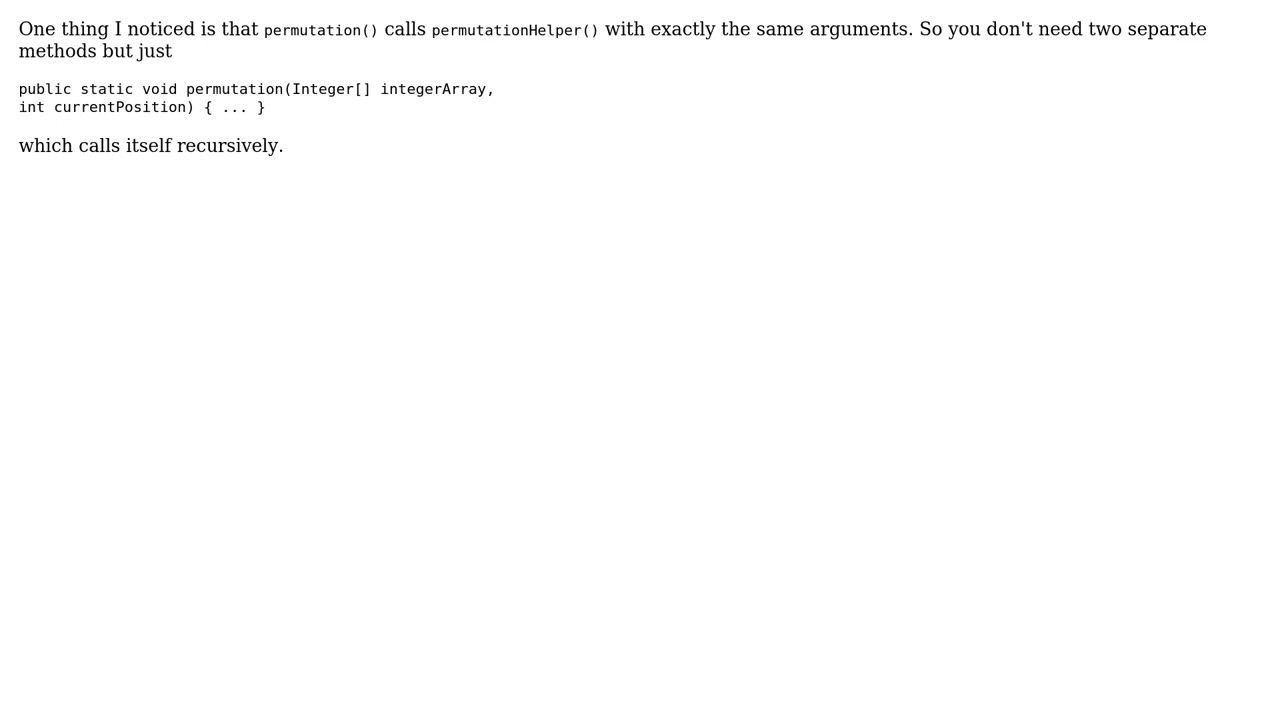 One thing I noticed is that permutation() calls permutationHelper() with exactly the same arguments. So you don't need two separate
methods but just
public static void permutation(Integer[] integerArray,
int currentPosition) { ... }
which calls itself recursively.